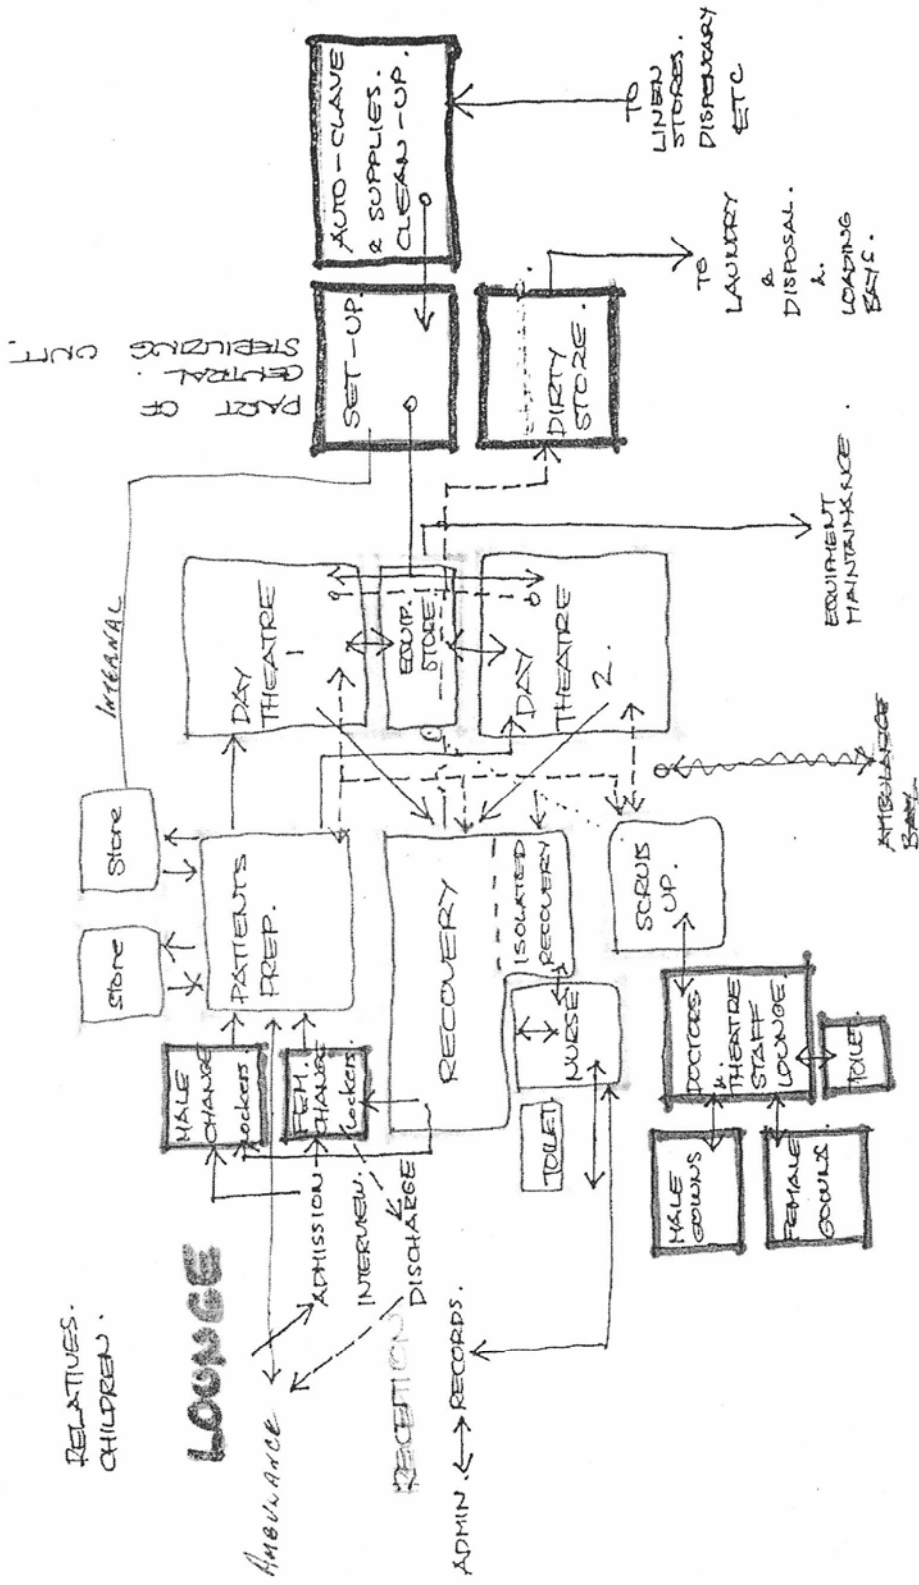 RELATIVES.
CHILDREN.
LOUNGE
AMBULANCE
RECEPTION
ADMIN.
RECORDS.
ADMISSION
INTERVIEW.
DISCHARGE
MALE
CHANGE
Lockers
FEM.
CHANGE
Lockers.
Store
Store
PATIENTS
PREP.
RECOVERY
ISOLATED
RECOVERY
NURSE
TOILET
MALE
GOWNS
FEMALE
GOWNS.
DOCTORS
&
THEATRE
STAFF
LOUNGE
TOILET.
SCRUB
UP.
INTERNAL
DAY
THEATRE
1
EQUIP.
STORE
DAY
THEATRE
2.
AMBULANCE
EQUIPMENT
PART OF
CENTRAL
UNIT.
SET-UP.
DIRTY
STORE.
AUTO-CLAVE
& SUPPLIES.
CLEAN-UP.
TO
LAUNDRY
&
DISPOSAL.
&
LOADING
BAYS.
TO
LINEN
STORES.
DISPENSARY
ETC